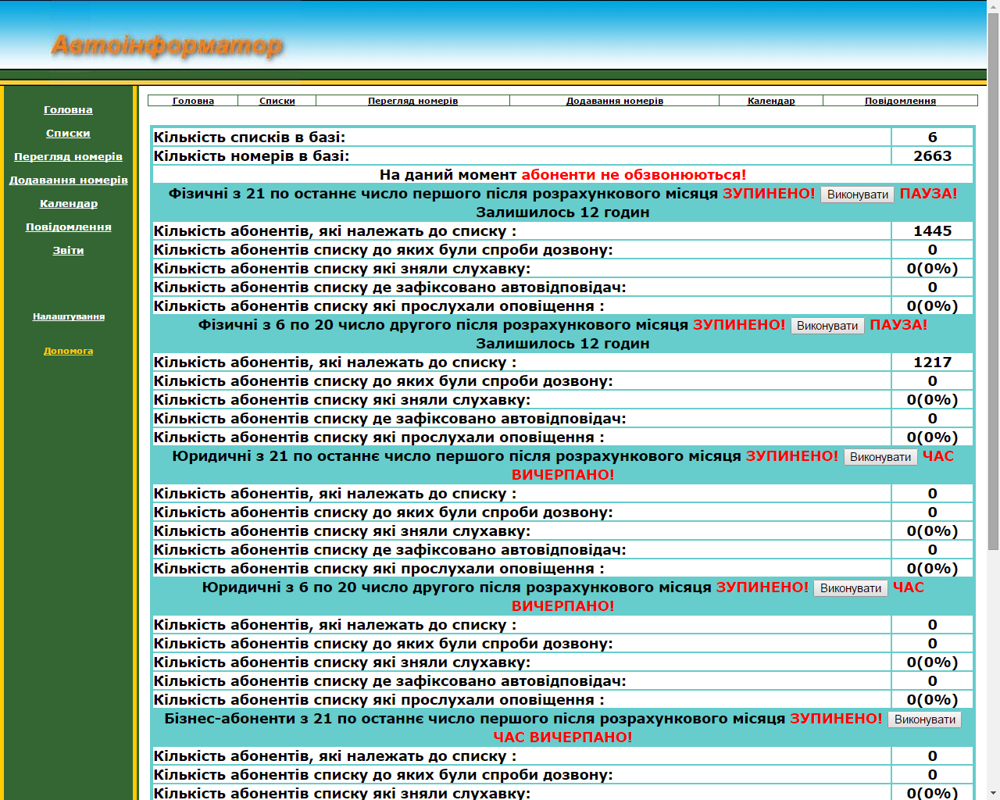 Автоінформатор
Головна
Списки
Перегляд номерів
Додавання номерів
Календар
Повідомлення
Звіти
Налаштування
Допомога
Головна Списки Перегляд номерів Додавання номерів Календар Повідомлення
Кількість списків в базі: 6
Кількість номерів в базі: 2663
На даний момент абоненти не обзвонюються!
Фізичні з 21 по останнє число першого після розрахункового місяця ЗУПИНЕНО! Виконувати ПАУЗА!
Залишилось 12 годин
Кількість абонентів, які належать до списку : 1445
Кількість абонентів списку до яких були спроби дозвону: 0
Кількість абонентів списку які зняли слухавку: 0(0%)
Кількість абонентів списку де зафіксовано автовідповідач: 0
Кількість абонентів списку які прослухали оповіщення : 0(0%)
Фізичні з 6 по 20 число другого після розрахункового місяця ЗУПИНЕНО! Виконувати ПАУЗА!
Залишилось 12 годин
Кількість абонентів, які належать до списку : 1217
Кількість абонентів списку до яких були спроби дозвону: 0
Кількість абонентів списку які зняли слухавку: 0(0%)
Кількість абонентів списку де зафіксовано автовідповідач: 0
Кількість абонентів списку які прослухали оповіщення : 0(0%)
Юридичні з 21 по останнє число першого після розрахункового місяця ЗУПИНЕНО! Виконувати ЧАС
ВИЧЕРПАНО!
Кількість абонентів, які належать до списку : 0
Кількість абонентів списку до яких були спроби дозвону: 0
Кількість абонентів списку які зняли слухавку: 0(0%)
Кількість абонентів списку де зафіксовано автовідповідач: 0
Кількість абонентів списку які прослухали оповіщення : 0(0%)
Юридичні з 6 по 20 число другого після розрахункового місяця ЗУПИНЕНО! Виконувати ЧАС
ВИЧЕРПАНО!
Кількість абонентів, які належать до списку : 0
Кількість абонентів списку до яких були спроби дозвону: 0
Кількість абонентів списку які зняли слухавку: 0(0%)
Кількість абонентів списку де зафіксовано автовідповідач: 0
Кількість абонентів списку які прослухали оповіщення : 0(0%)
Бізнес-абоненти з 21 по останнє число першого після розрахункового місяця ЗУПИНЕНО! Виконувати
ЧАС ВИЧЕРПАНО!
Кількість абонентів, які належать до списку : 0
Кількість абонентів списку до яких були спроби дозвону: 0
Кількість абонентів списку які зняли слухавку: 0(0%)